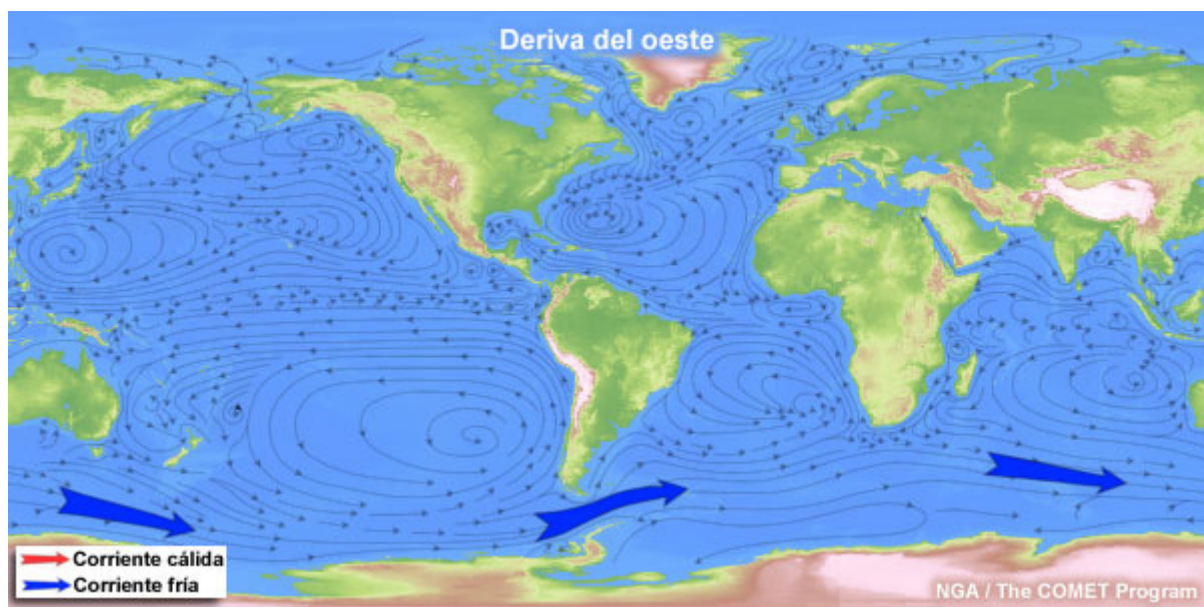 Deriva del oeste
Corriente cálida
Corriente fría
NGA / The COMET Program